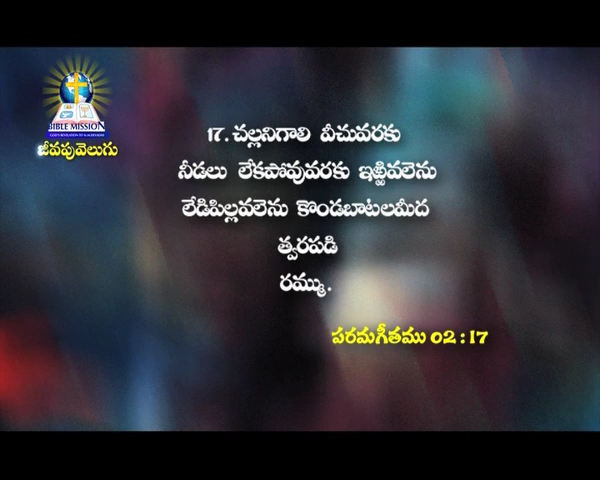 BIBLE MISSION
జీవపువెలుగు
17. చల్లనిగాలి వీచువరకు
నీడలు లేకపోవువరకు ఇఱ్ఱివలెను
లేడిపిల్లవలెను కొండబాటలమీద
త్వరపడి
రమ్ము.
పరమగీతము 02 : 17